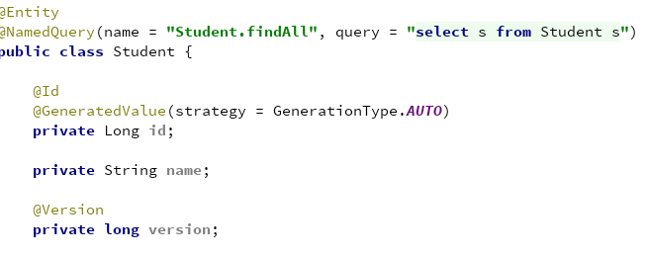 @Entity
@NamedQuery(name = "Student.findAll", query = "select s from Student s")
public class Student {
@Id
@GeneratedValue(strategy = GenerationType.AUTO)
private Long id;
private String name;
@Version
private long version;